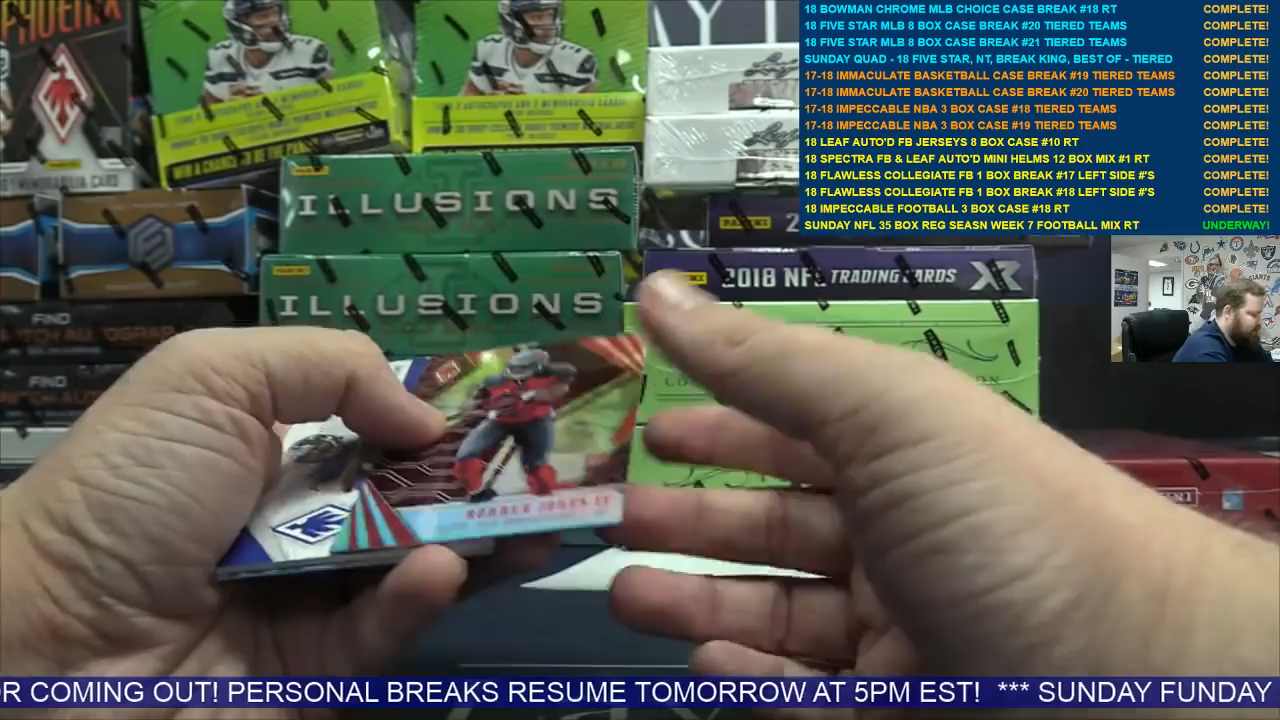 18 BOWMAN CHROME MLB CHOICE CASE BREAK #18 RT COMPLETE!
18 FIVE STAR MLB 8 BOX CASE BREAK #20 TIERED TEAMS COMPLETE!
18 FIVE STAR MLB 8 BOX CASE BREAK #21 TIERED TEAMS COMPLETE!
SUNDAY QUAD - 18 FIVE STAR, NT, BREAK KING, BEST OF - TIERED COMPLETE!
17-18 IMMACULATE BASKETBALL CASE BREAK #19 TIERED TEAMS COMPLETE!
17-18 IMMACULATE BASKETBALL CASE BREAK #20 TIERED TEAMS COMPLETE!
17-18 IMPECCABLE NBA 3 BOX CASE #18 TIERED TEAMS COMPLETE!
17-18 IMPECCABLE NBA 3 BOX CASE #19 TIERED TEAMS COMPLETE!
18 LEAF AUTO'D FB JERSEYS 8 BOX CASE #10 RT COMPLETE!
18 SPECTRA FB & LEAF AUTO'D MINI HELMS 12 BOX MIX #1 RT COMPLETE!
18 FLAWLESS COLLEGIATE FB 1 BOX BREAK #17 LEFT SIDE #'S COMPLETE!
18 FLAWLESS COLLEGIATE FB 1 BOX BREAK #18 LEFT SIDE #'S COMPLETE!
18 IMPECCABLE FOOTBALL 3 BOX CASE #18 RT COMPLETE!
SUNDAY NFL 35 BOX REG SEASN WEEK 7 FOOTBALL MIX RT UNDERWAY!
PHOENIX
ILLUSIONS
PANINI 2
ILLUSIONS
2018 NFL TRADING CARDS XR
FIND
FIND
RONALD JONES II
OR COMING OUT! PERSONAL BREAKS RESUME TOMORROW AT 5PM EST! *** SUNDAY FUNDAY